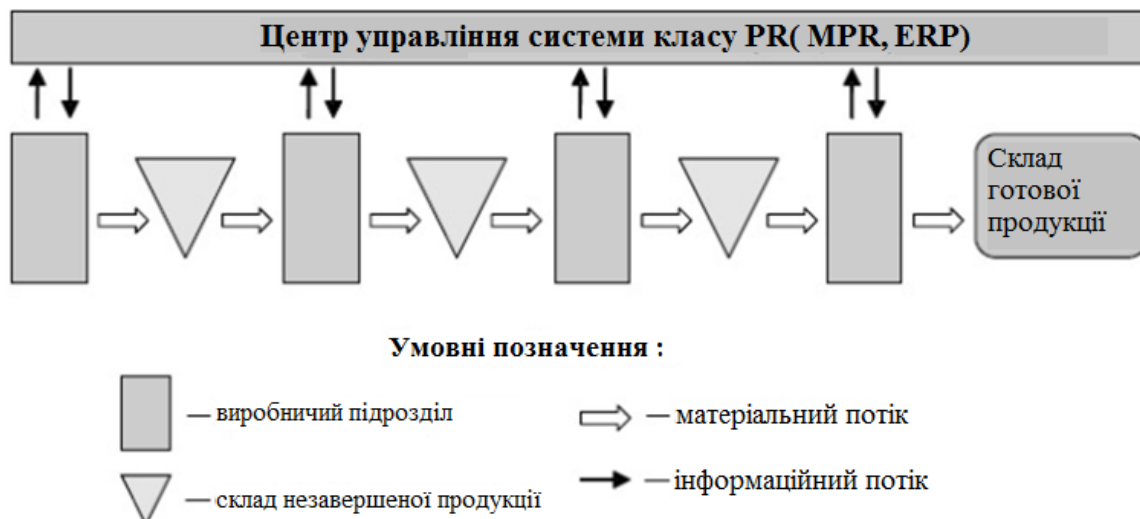 Центр управління системи класу PR( MPR, ERP)
Склад
готової
продукції
Умовні позначення :
— виробничий підрозділ
— матеріальний потік
— склад незавершеної продукції
— інформаційний потік